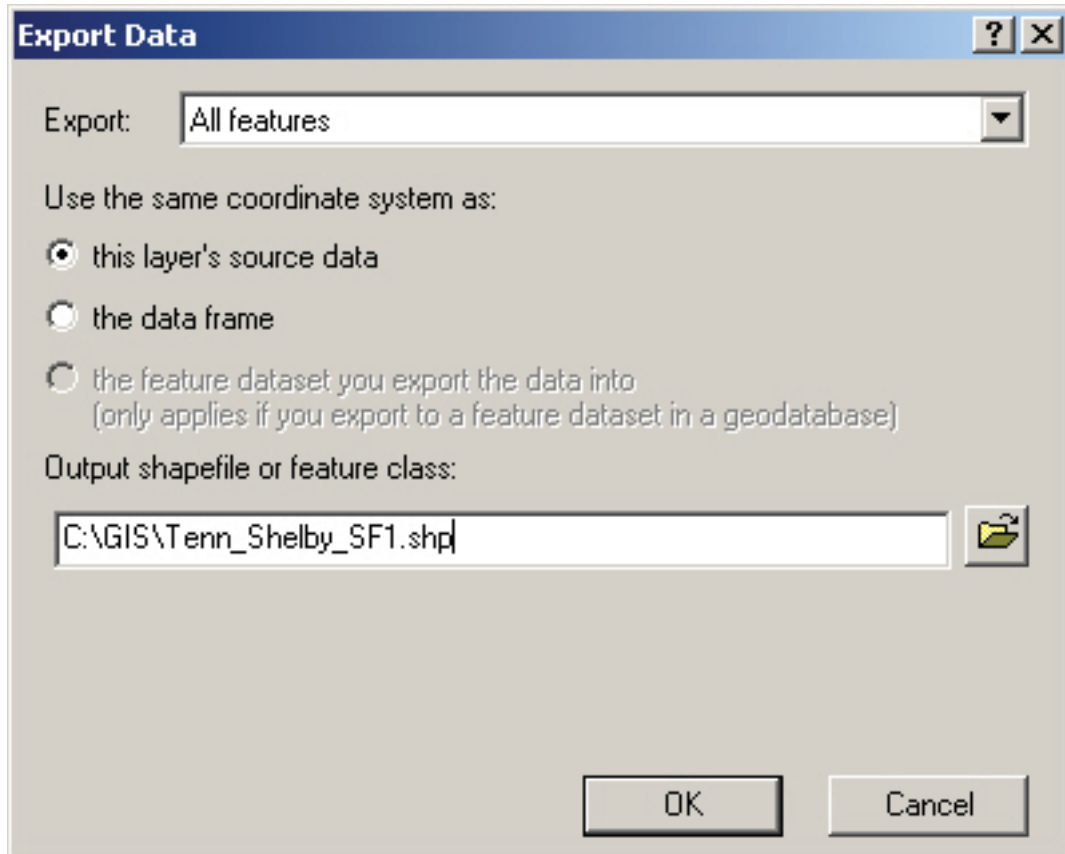 Export Data
Export: All features
Use the same coordinate system as:
this layer's source data
the data frame
the feature dataset you export the data into
(only applies if you export to a feature dataset in a geodatabase)
Output shapefile or feature class:
C:\GIS\Tenn_Shelby_SF1.shp
OK Cancel